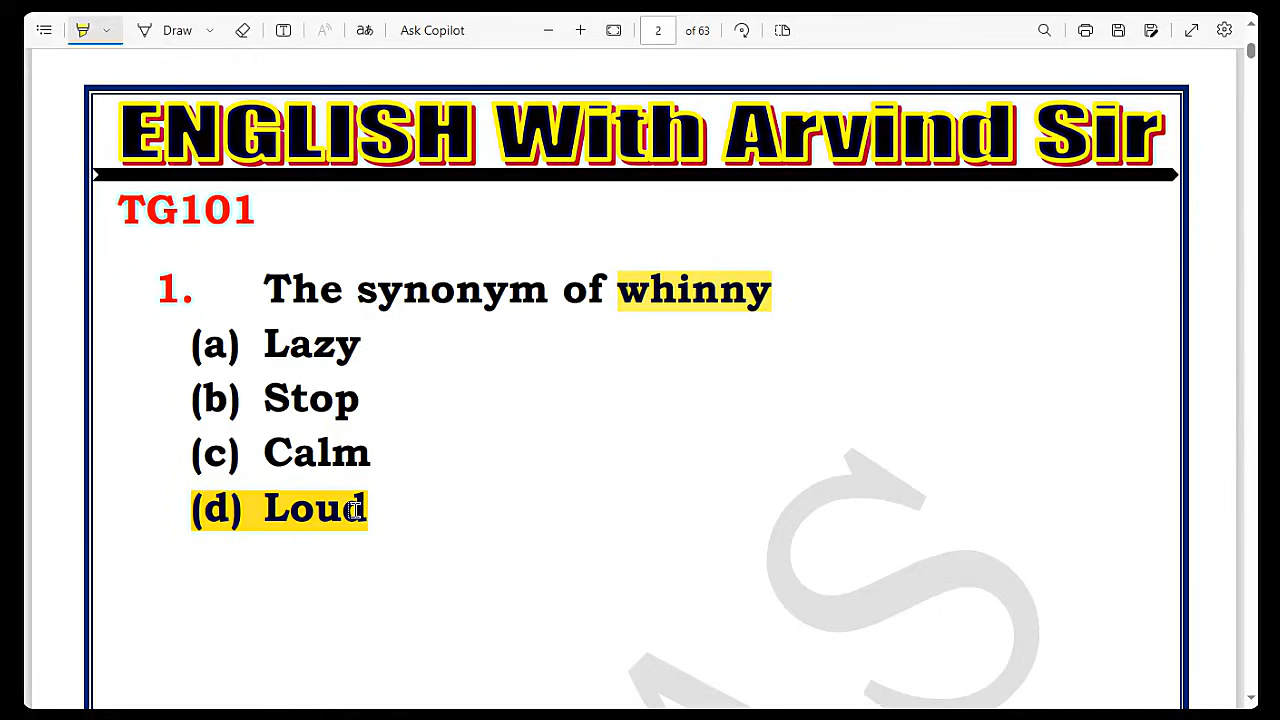 Draw
Ask Copilot
2 of 63
ENGLISH With Arvind Sir
TG101
1. The synonym of whinny
(a) Lazy
(b) Stop
(c) Calm
(d) Loud
S